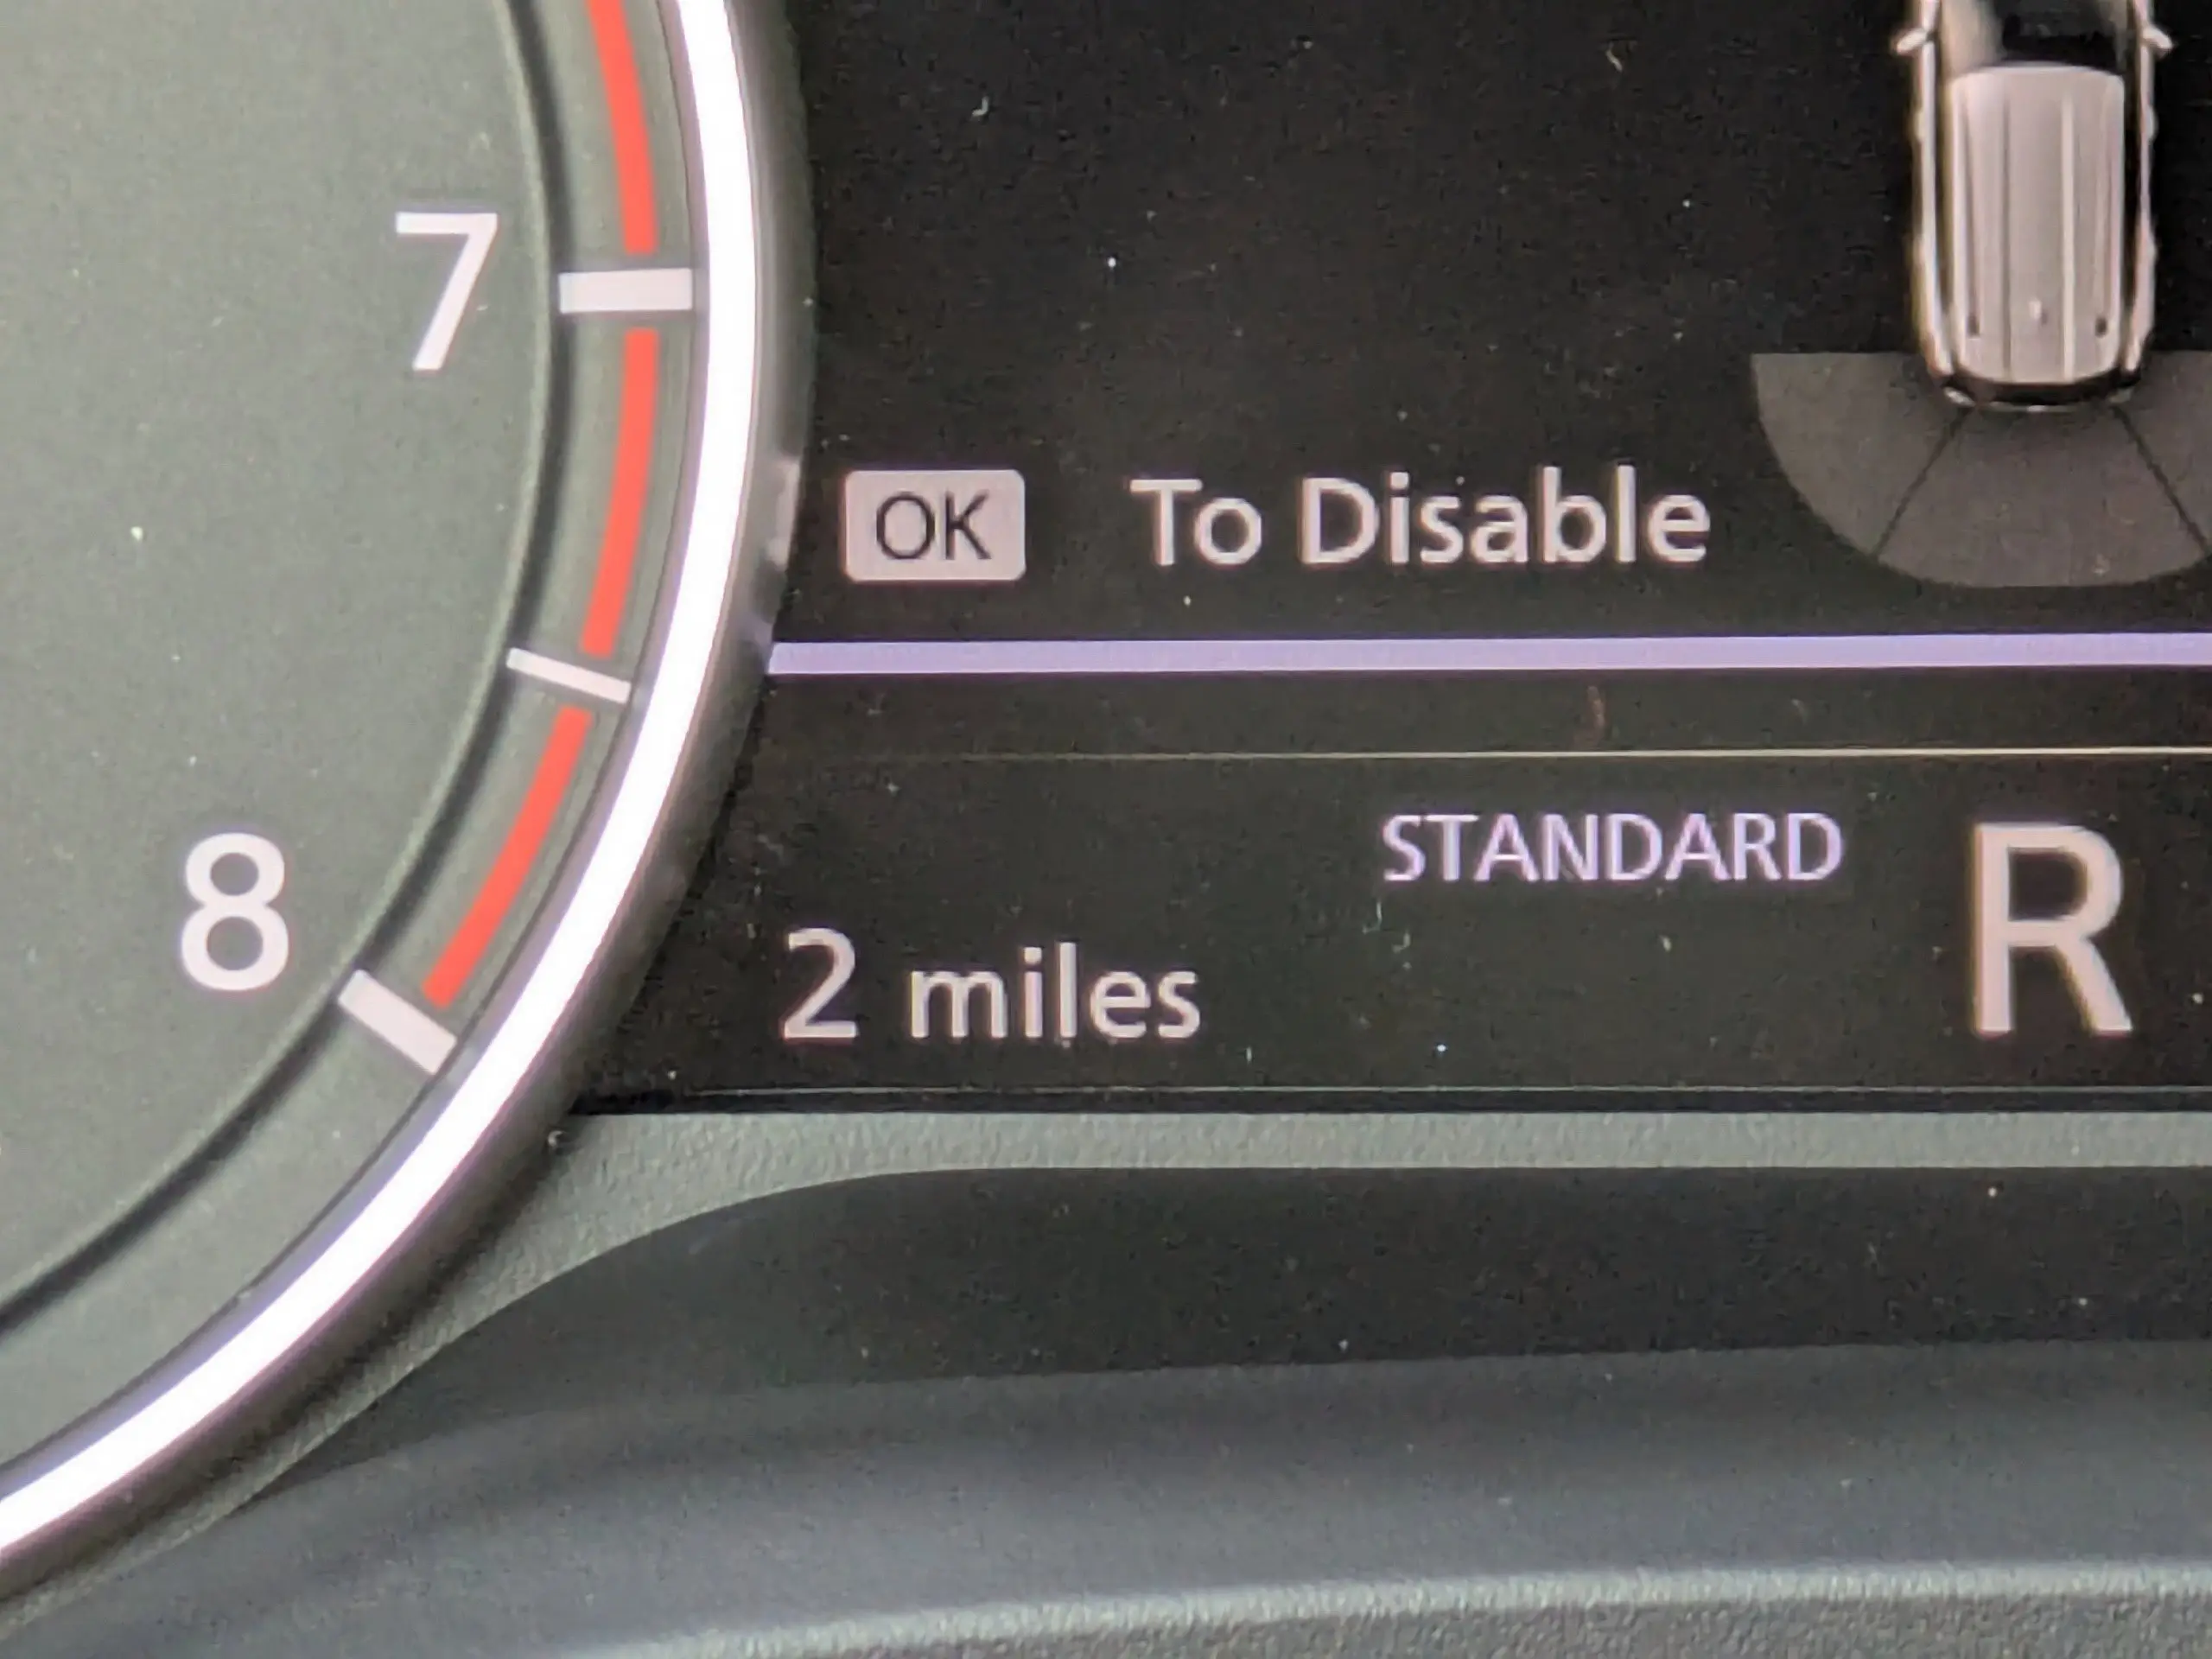 7
OK To Disable
8
STANDARD R
2 miles